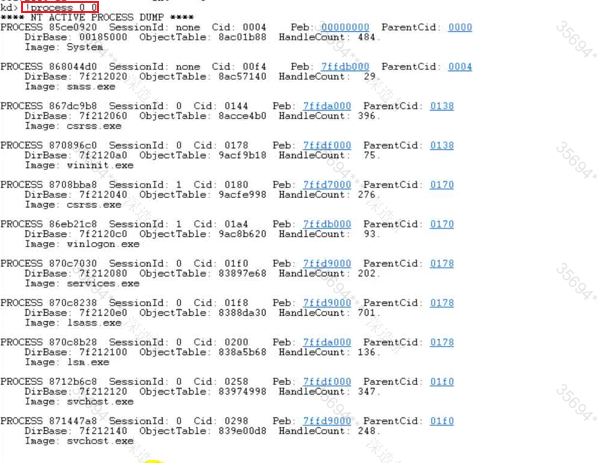 kd> !process 0 0
**** NT ACTIVE PROCESS DUMP ****
PROCESS 85ce0920 SessionId: none Cid: 0004 Peb: 00000000 ParentCid: 0000
DirBase: 00185000 ObjectTable: 8ac01b88 HandleCount: 484.
Image: System
PROCESS 868044d0 SessionId: none Cid: 00f4 Peb: 7ffdb000 ParentCid: 0004
DirBase: 7f212020 ObjectTable: 8ac57140 HandleCount: 29.
Image: smss.exe
PROCESS 867dc9b8 SessionId: 0 Cid: 0144 Peb: 7ffda000 ParentCid: 0138
DirBase: 7f212060 ObjectTable: 8acce4b0 HandleCount: 396.
Image: csrss.exe
PROCESS 870896c0 SessionId: 0 Cid: 0178 Peb: 7ffdf000 ParentCid: 0138
DirBase: 7f2120a0 ObjectTable: 9acf9b18 HandleCount: 75.
Image: wininit.exe
PROCESS 8708bba8 SessionId: 1 Cid: 0180 Peb: 7ffd7000 ParentCid: 0170
DirBase: 7f212040 ObjectTable: 9acfe998 HandleCount: 276.
Image: csrss.exe
PROCESS 86eb21c8 SessionId: 1 Cid: 01a4 Peb: 7ffdb000 ParentCid: 0170
DirBase: 7f2120c0 ObjectTable: 9ac8b620 HandleCount: 93.
Image: winlogon.exe
PROCESS 870c7030 SessionId: 0 Cid: 01f0 Peb: 7ffd9000 ParentCid: 0178
DirBase: 7f212080 ObjectTable: 83897e68 HandleCount: 202.
Image: services.exe
PROCESS 870c8238 SessionId: 0 Cid: 01f8 Peb: 7ffd9000 ParentCid: 0178
DirBase: 7f2120e0 ObjectTable: 8388da30 HandleCount: 701.
Image: lsass.exe
PROCESS 870c8b28 SessionId: 0 Cid: 0200 Peb: 7ffda000 ParentCid: 0178
DirBase: 7f212100 ObjectTable: 838a5b68 HandleCount: 136.
Image: lsm.exe
PROCESS 8712b6c8 SessionId: 0 Cid: 0258 Peb: 7ffdf000 ParentCid: 01f0
DirBase: 7f212120 ObjectTable: 83974998 HandleCount: 347.
Image: svchost.exe
PROCESS 871447a8 SessionId: 0 Cid: 0298 Peb: 7ffd9000 ParentCid: 01f0
DirBase: 7f212140 ObjectTable: 839e00d8 HandleCount: 248.
Image: svchost.exe
35694*
35694*
35694*